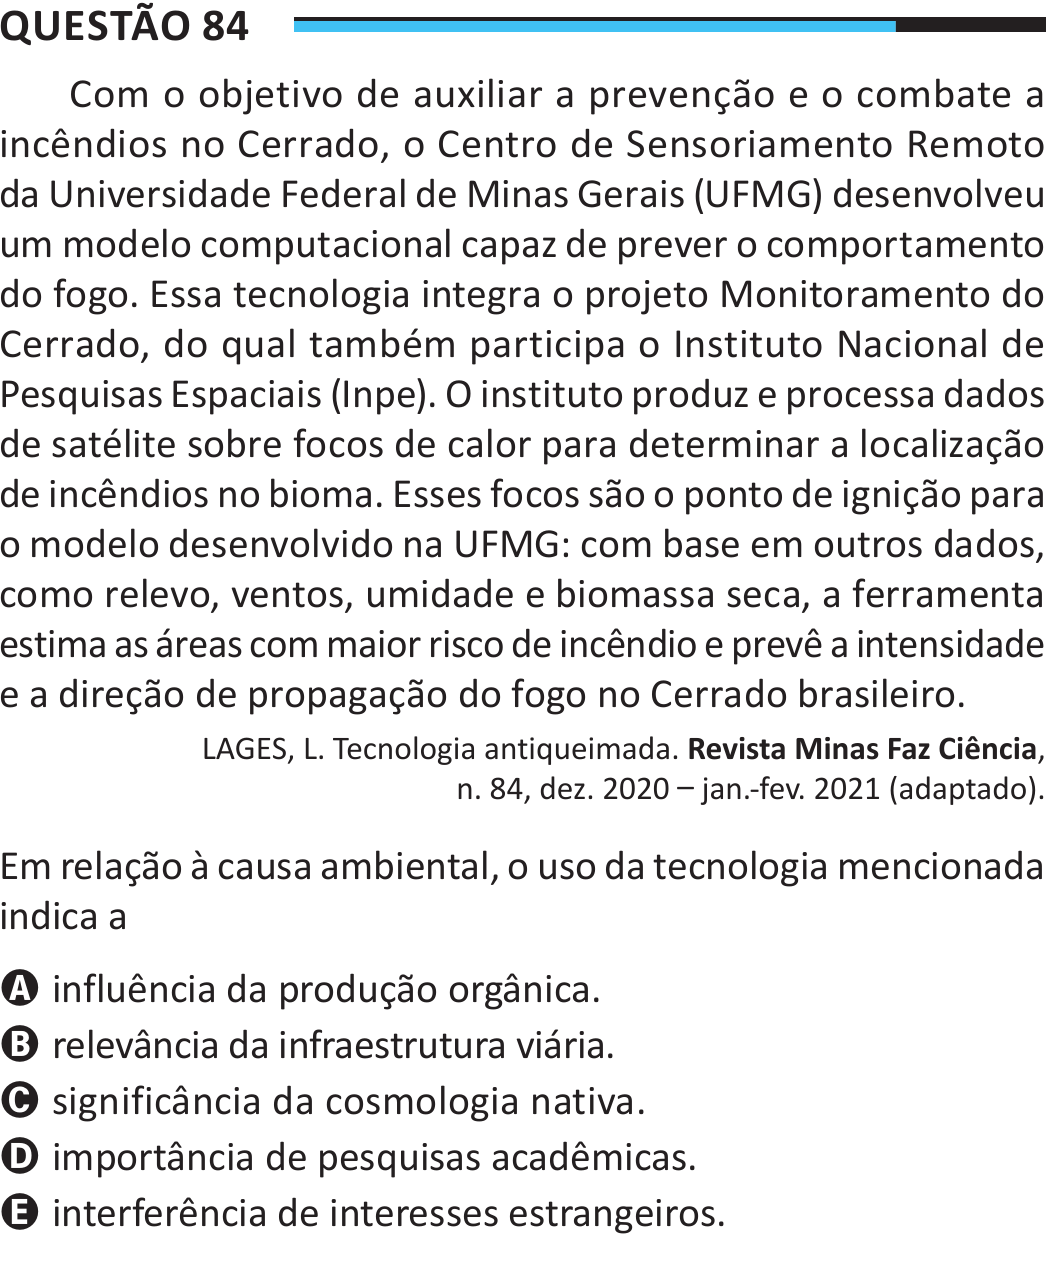 QUESTÃO 84
Com o objetivo de auxiliar a prevenção e o combate a
incêndios no Cerrado, o Centro de Sensoriamento Remoto
da Universidade Federal de Minas Gerais (UFMG) desenvolveu
um modelo computacional capaz de prever o comportamento
do fogo. Essa tecnologia integra o projeto Monitoramento do
Cerrado, do qual também participa o Instituto Nacional de
Pesquisas Espaciais (Inpe). O instituto produz e processa dados
de satélite sobre focos de calor para determinar a localização
de incêndios no bioma. Esses focos são o ponto de ignição para
o modelo desenvolvido na UFMG: com base em outros dados,
como relevo, ventos, umidade e biomassa seca, a ferramenta
estima as áreas com maior risco de incêndio e prevê a intensidade
e a direção de propagação do fogo no Cerrado brasileiro.
LAGES, L. Tecnologia antiqueimada. Revista Minas Faz Ciência,
n. 84, dez. 2020 – jan.-fev. 2021 (adaptado).
Em relação à causa ambiental, o uso da tecnologia mencionada
indica a
A influência da produção orgânica.
B relevância da infraestrutura viária.
C significância da cosmologia nativa.
D importância de pesquisas acadêmicas.
E interferência de interesses estrangeiros.